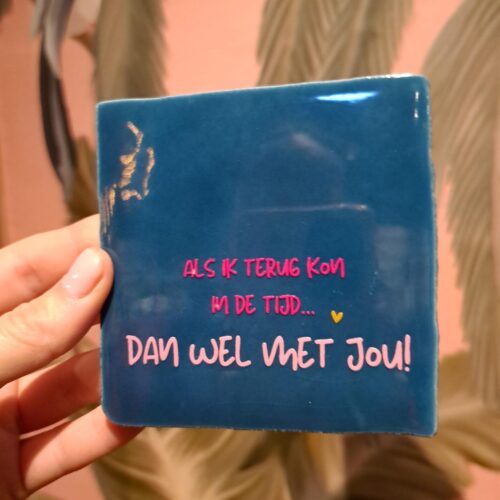 ALS IK TERUG KON
IN DE TIJD...
DAN WEL MET JOU!